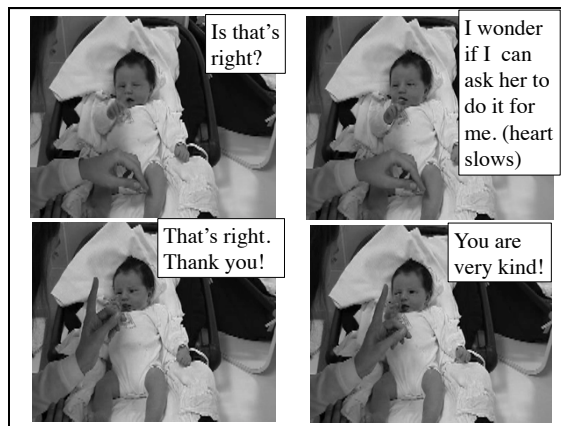 Is that's
right?
I wonder
if I can
ask her to
do it for
me. (heart
slows)
That's right.
Thank you!
You are
very kind!